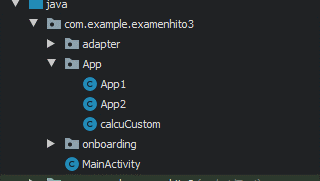 java
com.example.examenhito3
adapter
App
App1
App2
calcuCustom
onboarding
MainActivity